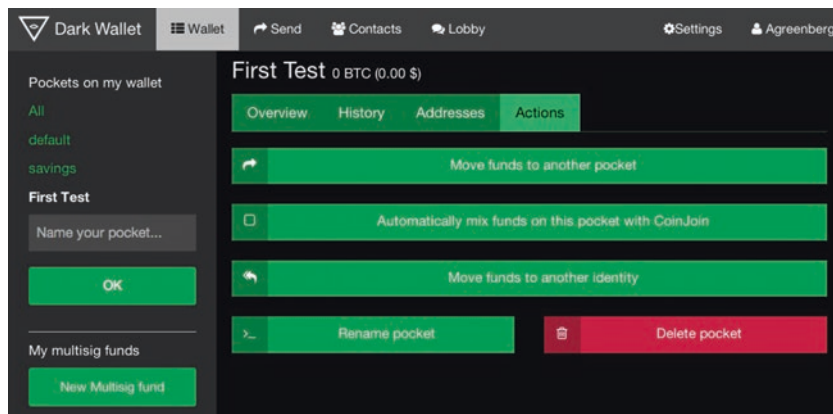 Dark Wallet Wallet Send Contacts Lobby Settings Agreenberg
Pockets on my wallet
All
default
savings
First Test
Name your pocket...
OK
My multisig funds
New Multisig fund
First Test 0 BTC (0.00 $)
Overview History Addresses Actions
Move funds to another pocket
Automatically mix funds on this pocket with CoinJoin
Move funds to another identity
Rename pocket Delete pocket